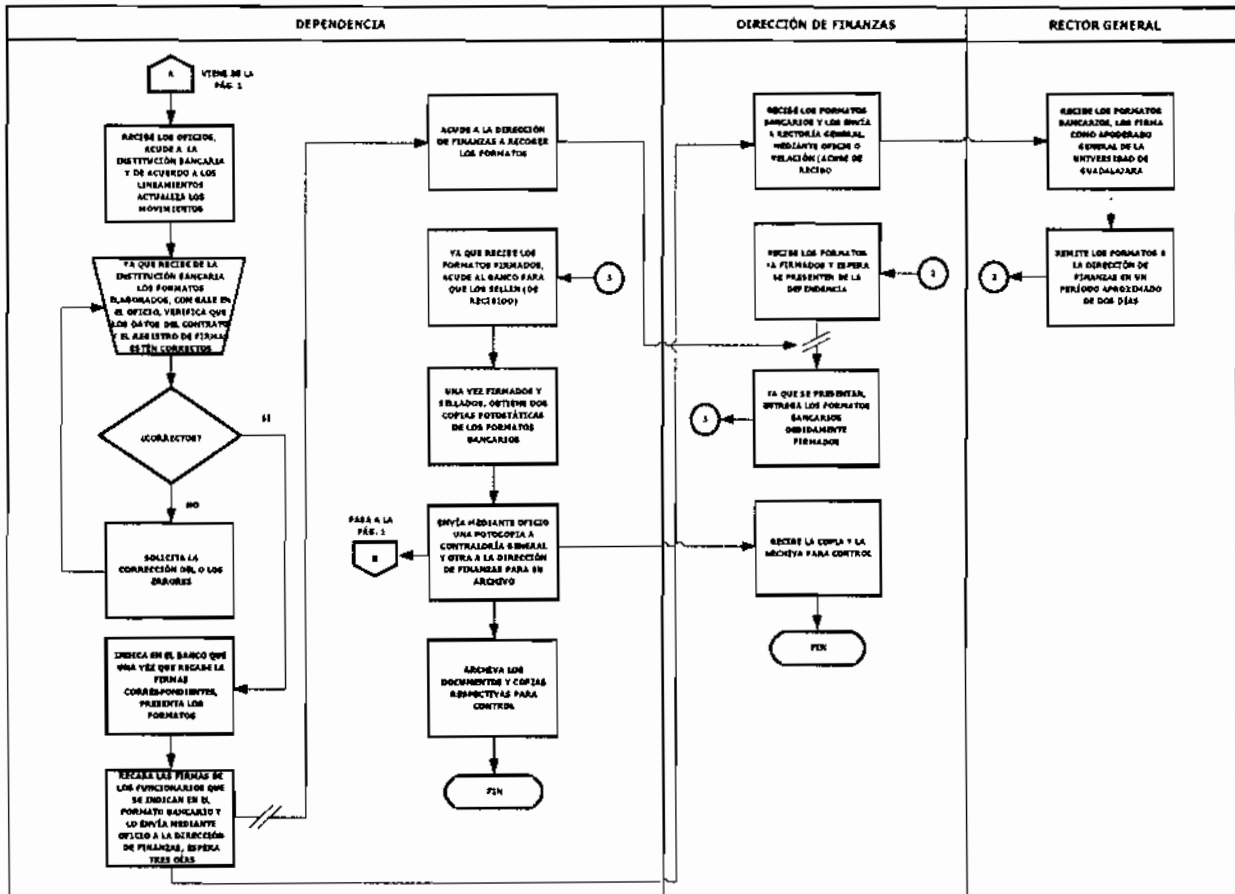 DEPENDENCIA
DIRECCIÓN DE FINANZAS
RECTOR GENERAL
A
VIENE DE LA
PÁG. 1
RECIBE LOS OFICIOS,
ACUDE A LA
INSTITUCIÓN BANCARIA
Y DE ACUERDO A LOS
LINEAMIENTOS
ACTUALIZA LOS
MOVIMIENTOS
YA QUE RECIBE DE LA
INSTITUCIÓN BANCARIA
LOS FORMATOS
ELABORADOS, CON BASE EN
EL OFICIO, VERIFICA QUE
LOS DATOS DEL CONTRATO
Y EL REGISTRO DE FIRMAS
ESTÉN CORRECTOS
¿CORRECTOS?
SI
NO
SOLICITA LA
CORRECCIÓN DEL O LOS
ERRORES
INDICA EN EL BANCO QUE
UNA VEZ QUE RECABE LA
FIRMAS
CORRESPONDIENTES,
PRESENTA LOS
FORMATOS
RECABA LAS FIRMAS DE
LOS FUNCIONARIOS QUE
SE INDICAN EN EL
FORMATO BANCARIO Y
LO ENVÍA MEDIANTE
OFICIO A LA DIRECCIÓN
DE FINANZAS, ESPERA
TRES DÍAS
ACUDE A LA DIRECCIÓN
DE FINANZAS A RECOGER
LOS FORMATOS
YA QUE RECIBE LOS
FORMATOS FIRMADOS,
ACUDE AL BANCO PARA
QUE LOS SELLEN (DE
RECIBIDO)
3
UNA VEZ FIRMADOS Y
SELLADOS, OBTIENE DOS
COPIAS FOTOSTÁTICAS
DE LOS FORMATOS
BANCARIOS
PASA A LA
PÁG. 1
B
ENVÍA MEDIANTE OFICIO
UNA FOTOCOPIA A
CONTRALORÍA GENERAL
Y OTRA A LA DIRECCIÓN
DE FINANZAS PARA SU
ARCHIVO
ARCHIVA LOS
DOCUMENTOS Y COPIAS
RESPECTIVAS PARA
CONTROL
FIN
RECIBE LOS FORMATOS
BANCARIOS Y LOS ENVÍA
A RECTORÍA GENERAL,
MEDIANTE OFICIO O
RELACIÓN (ACUSE DE
RECIBO
RECIBE LOS FORMATOS
YA FIRMADOS Y ESPERA
SE PRESENTEN DE LA
DEPENDENCIA
2
YA QUE SE PRESENTAN,
ENTREGA LOS FORMATOS
BANCARIOS
DEBIDAMENTE
FIRMADOS
3
RECIBE LA COPIA Y LA
ARCHIVA PARA CONTROL
FIN
RECIBE LOS FORMATOS
BANCARIOS, LOS FIRMA
COMO APODERADO
GENERAL DE LA
UNIVERSIDAD DE
GUADALAJARA
REMITE LOS FORMATOS A
LA DIRECCIÓN DE
FINANZAS EN UN
PERÍODO APROXIMADO
DE DOS DÍAS
2